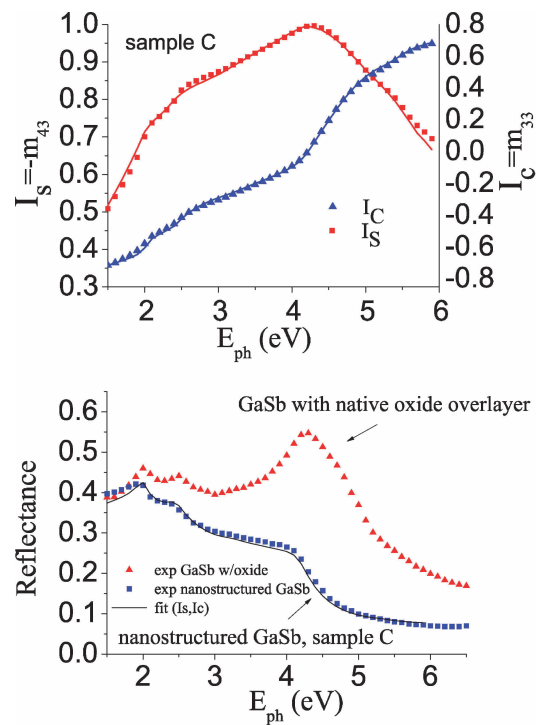 sample C
1.0
0.9
0.8
0.7
0.6
0.5
0.4
0.3
I_S=-m_43
0.8
0.6
0.4
0.2
0.0
-0.2
-0.4
-0.6
-0.8
I_c=m_33
I_C
I_S
2 3 4 5 6
E_ph (eV)
0.6
0.5
0.4
0.3
0.2
0.1
0.0
Reflectance
GaSb with native oxide overlayer
exp GaSb w/oxide
exp nanostructured GaSb
fit (Is,Ic)
nanostructured GaSb, sample C
2 3 4 5 6
E_ph (eV)